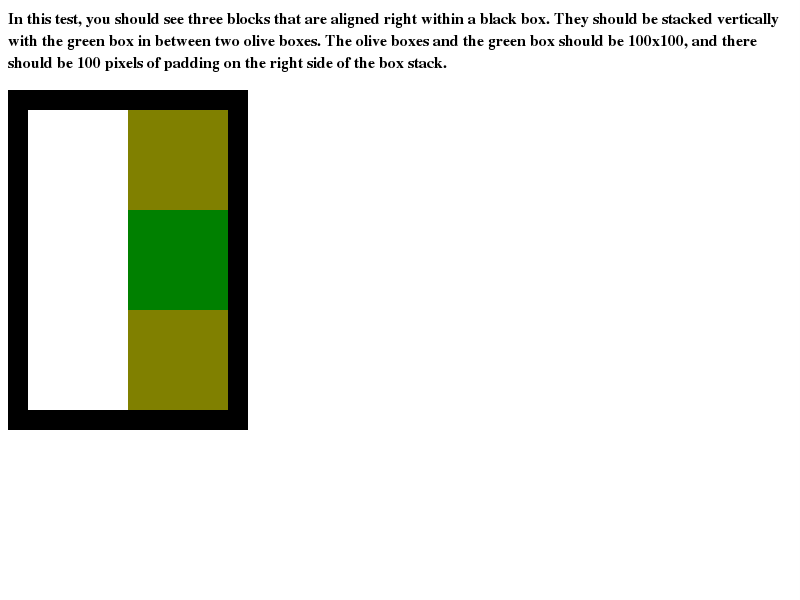 In this test, you should see three blocks that are aligned right within a black box. They should be stacked vertically
with the green box in between two olive boxes. The olive boxes and the green box should be 100x100, and there
should be 100 pixels of padding on the right side of the box stack.